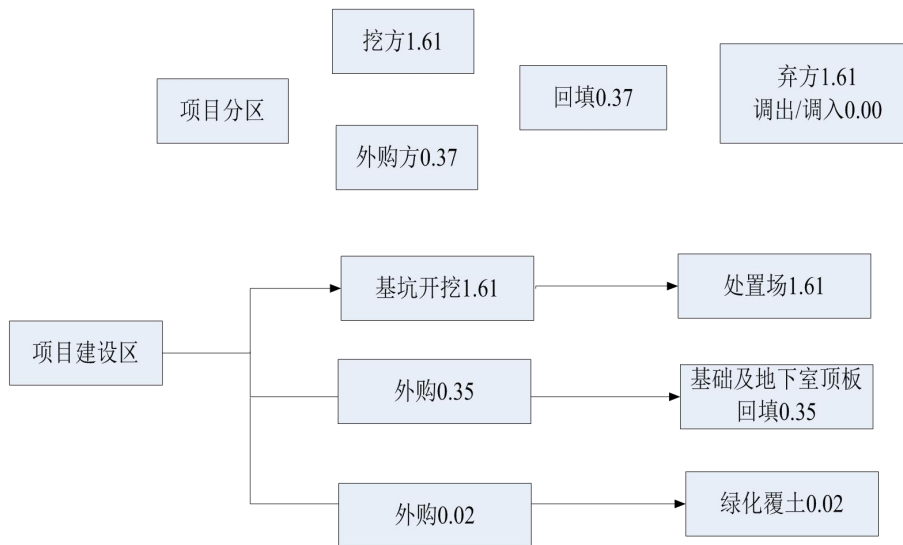 挖方1.61
项目分区
外购方0.37
回填0.37
弃方1.61
调出/调入0.00
项目建设区
基坑开挖1.61
处置场1.61
外购0.35
基础及地下室顶板
回填0.35
外购0.02
绿化覆土0.02